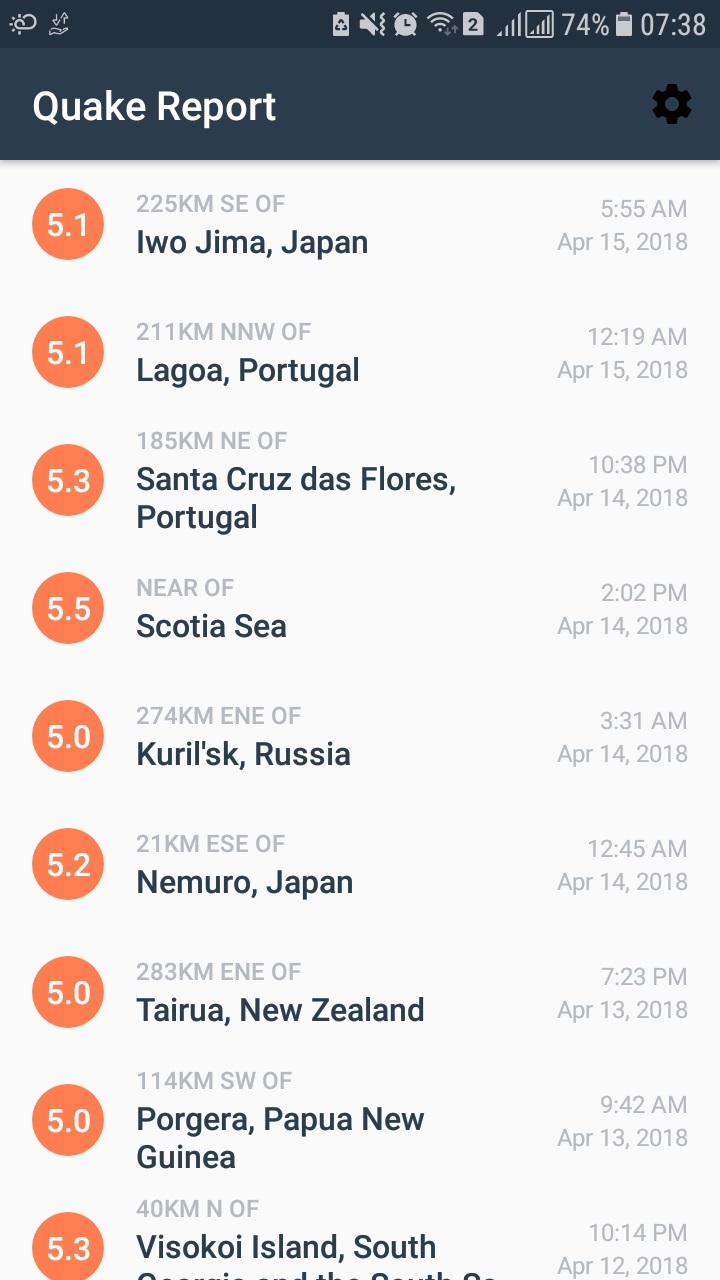 2 74% 07:38
Quake Report
5.1
225KM SE OF
Iwo Jima, Japan
5:55 AM
Apr 15, 2018
5.1
211KM NNW OF
Lagoa, Portugal
12:19 AM
Apr 15, 2018
5.3
185KM NE OF
Santa Cruz das Flores,
Portugal
10:38 PM
Apr 14, 2018
5.5
NEAR OF
Scotia Sea
2:02 PM
Apr 14, 2018
5.0
274KM ENE OF
Kuril'sk, Russia
3:31 AM
Apr 14, 2018
5.2
21KM ESE OF
Nemuro, Japan
12:45 AM
Apr 14, 2018
5.0
283KM ENE OF
Tairua, New Zealand
7:23 PM
Apr 13, 2018
5.0
114KM SW OF
Porgera, Papua New
Guinea
9:42 AM
Apr 13, 2018
5.3
40KM N OF
Visokoi Island, South
Georgia and the South Sa
10:14 PM
Apr 12, 2018